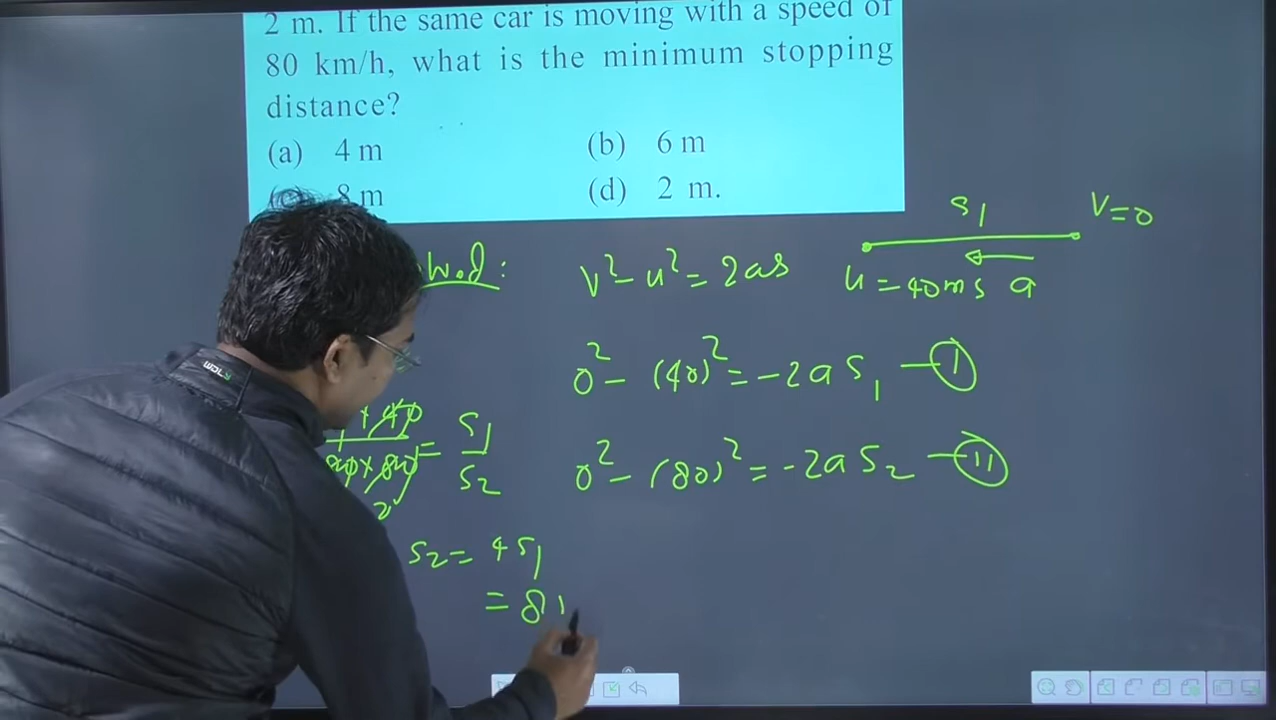 2 m. If the same car is moving with a speed of
80 km/h, what is the minimum stopping
distance?
(a) 4 m (b) 6 m
(c) 8 m (d) 2 m.
S₁ V=0
v²-u²=2as u=40ms a
0²-(40)²=-2aS₁ —I
S₁/S₂
0²-(80)²=-2aS₂ —II
S₂=4S₁
=8